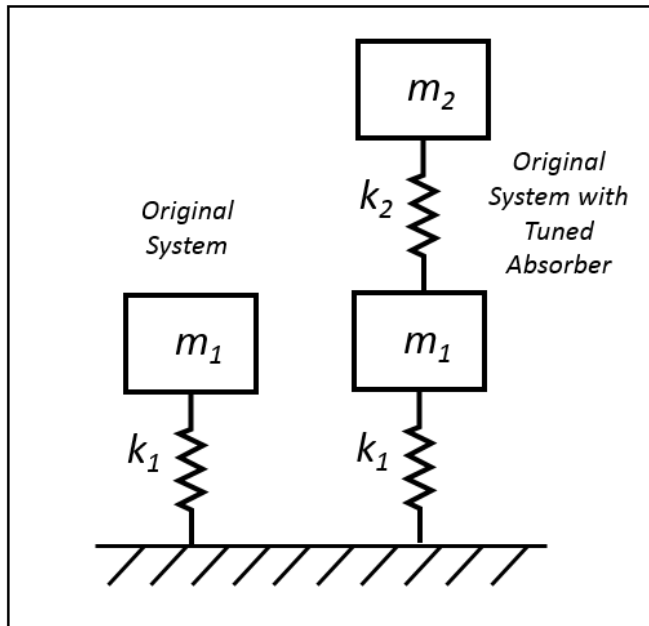 m₂
k₂
Original
System with
Tuned
Absorber
Original
System
m₁
m₁
k₁
k₁